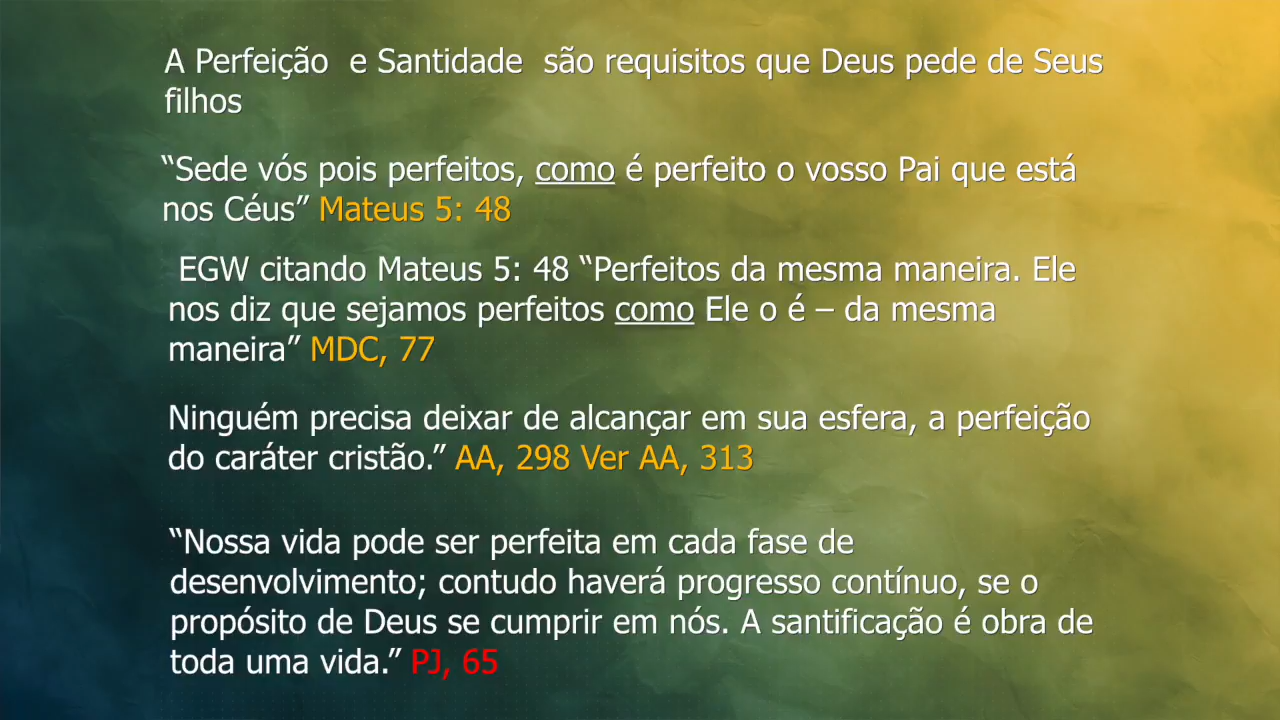 A Perfeição e Santidade são requisitos que Deus pede de Seus
filhos
“Sede vós pois perfeitos, como é perfeito o vosso Pai que está
nos Céus” Mateus 5: 48
EGW citando Mateus 5: 48 “Perfeitos da mesma maneira. Ele
nos diz que sejamos perfeitos como Ele o é – da mesma
maneira” MDC, 77
Ninguém precisa deixar de alcançar em sua esfera, a perfeição
do caráter cristão.” AA, 298 Ver AA, 313
“Nossa vida pode ser perfeita em cada fase de
desenvolvimento; contudo haverá progresso contínuo, se o
propósito de Deus se cumprir em nós. A santificação é obra de
toda uma vida.” PJ, 65